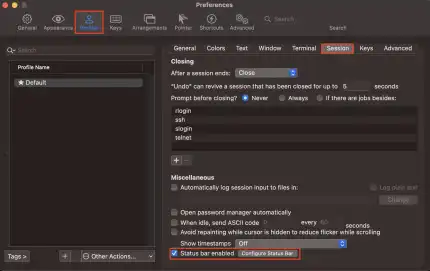 Preferences
General Appearance Profiles Keys Arrangements Pointer Shortcuts Advanced Search
Search
Search
General Colors Text Window Terminal Session Keys Advanced
Profile Name
★ Default
Closing
After a session ends: Close
"Undo" can revive a session that has been closed for up to 5 seconds
Prompt before closing? Never Always If there are jobs besides:
rlogin
ssh
slogin
telnet
+ -
Miscellaneous
Automatically log session input to files in: Log plain text
Change
Open password manager automatically
When idle, send ASCII code 0 every 60 seconds
Avoid repainting while cursor is hidden to reduce flicker while scrolling
Show timestamps Off
Status bar enabled Configure Status Bar
Tags > + Other Actions...